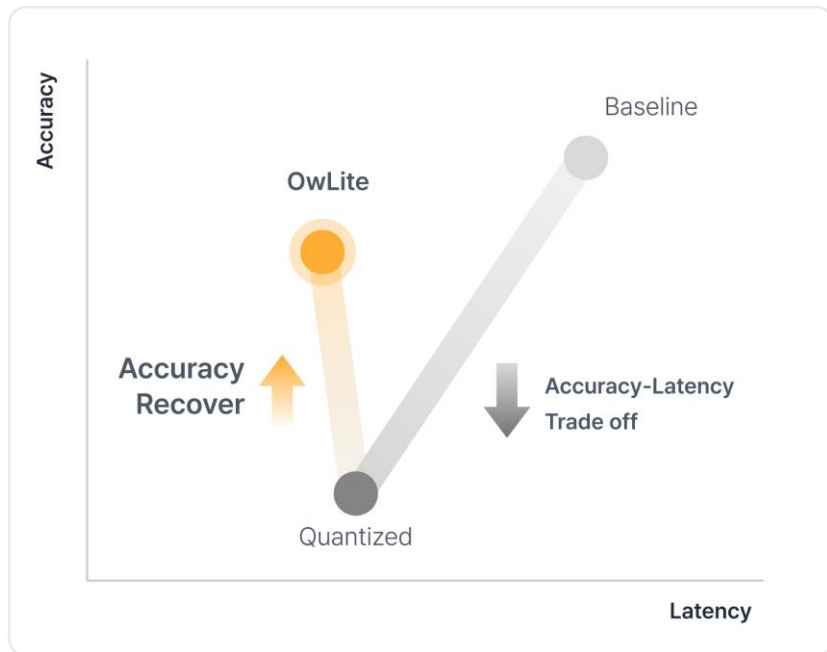 Accuracy
Baseline
OwLite
Accuracy
Recover
Accuracy-Latency
Trade off
Quantized
Latency